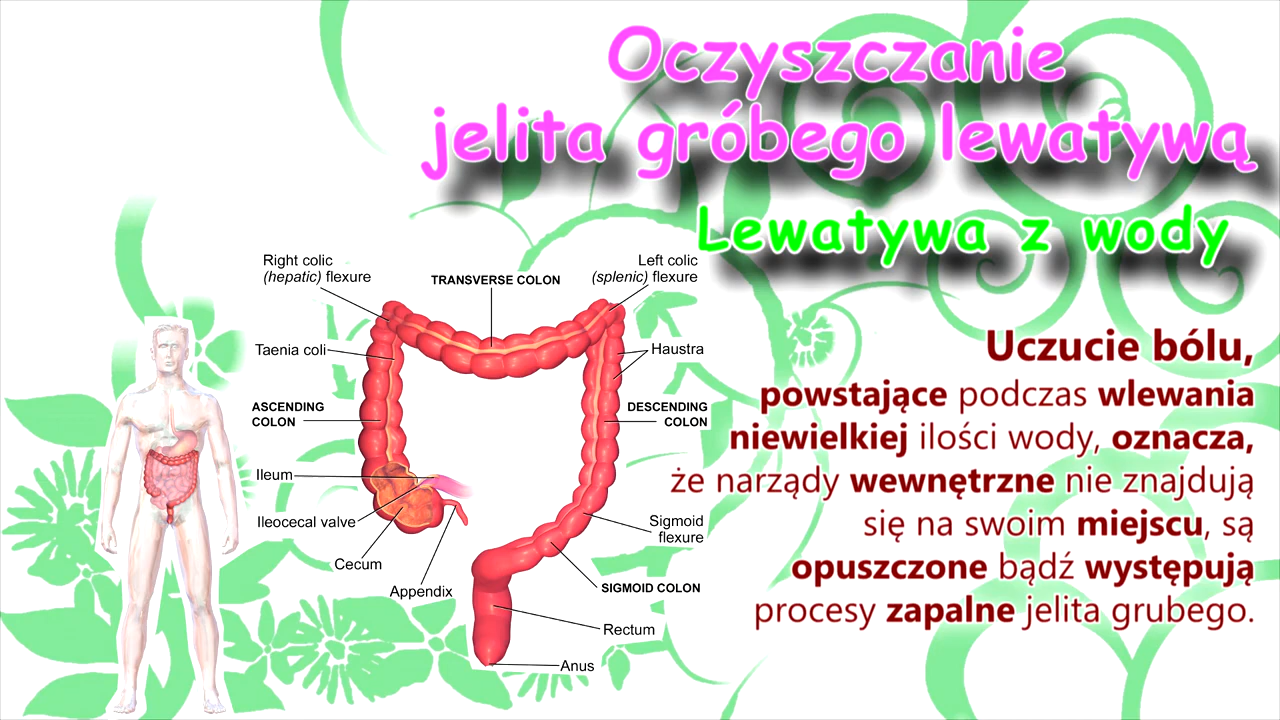 Oczyszczanie
jelita gróbego lewatywą
Lewatywa z wody
Right colic
(hepatic) flexure
TRANSVERSE COLON
Left colic
(splenic) flexure
Taenia coli
Haustra
ASCENDING
COLON
DESCENDING
COLON
Ileum
Ileocecal valve
Sigmoid
flexure
Cecum
Appendix
SIGMOID COLON
Rectum
Anus
Uczucie bólu,
powstające podczas wlewania
niewielkiej ilości wody, oznacza,
że narządy wewnętrzne nie znajdują
się na swoim miejscu, są
opuszczone bądź występują
procesy zapalne jelita grubego.